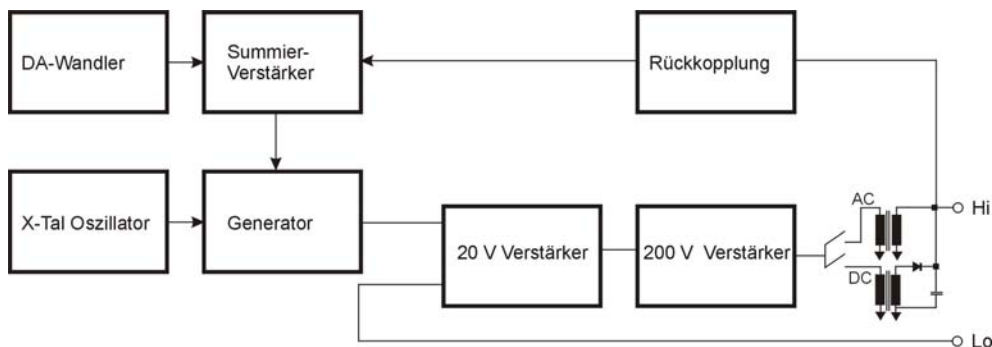 DA-Wandler
Summier-
Verstärker
Rückkopplung
X-Tal Oszillator
Generator
20 V Verstärker
200 V Verstärker
AC
DC
Hi
Lo